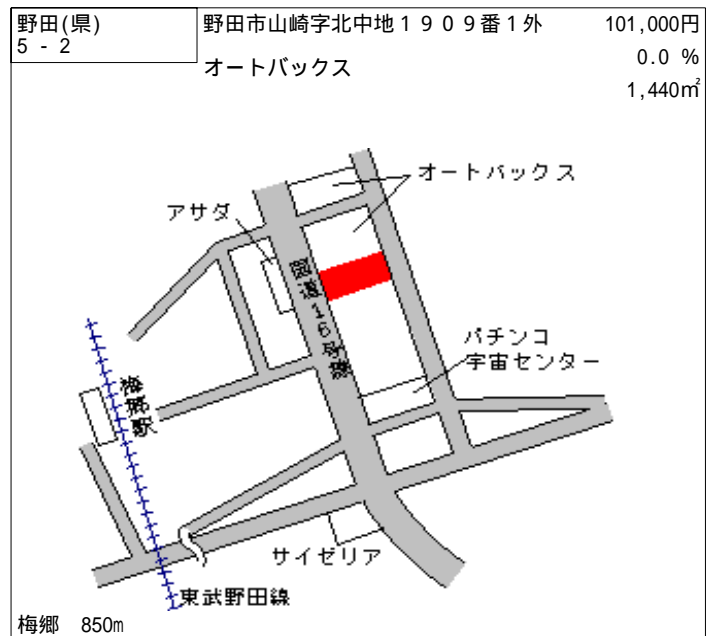 野田(県)
5 - 2
野田市山崎字北中地１９０９番１外
101,000円
オートバックス
0.0 %
1,440㎡
オートバックス
アサダ
国道16号線
パチンコ
宇宙センター
梅郷駅
サイゼリア
東武野田線
梅郷 850m